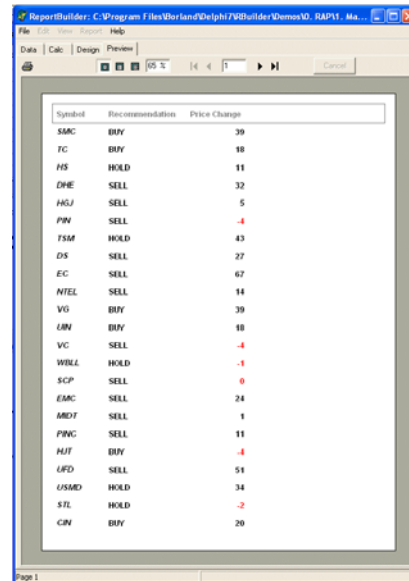 ReportBuilder: C:\Program Files\Borland\Delphi7\RBuilder\Demos\0. RAP\1. Ma...
File Edit View Report Help
Data Calc Design Preview
65 % 1 Cancel
Symbol Recommendation Price Change
SMC BUY 39
TC BUY 18
HS HOLD 11
DHE SELL 32
HGJ SELL 5
PIN SELL -4
TSM HOLD 43
DS SELL 27
EC SELL 67
NTEL SELL 14
VG BUY 39
UIN BUY 18
VC SELL -4
WBLL HOLD -1
SCP SELL 0
EMC SELL 24
MIDT SELL 1
PINC SELL 11
HJT BUY -4
UFD SELL 51
USMD HOLD 34
STL HOLD -2
CIN BUY 20
Page 1